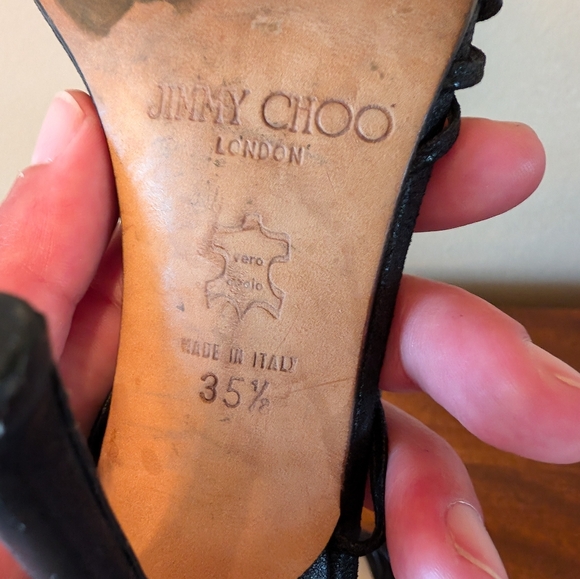 JIMMY CHOO
LONDON
vero
cuoio
MADE IN ITALY
35½